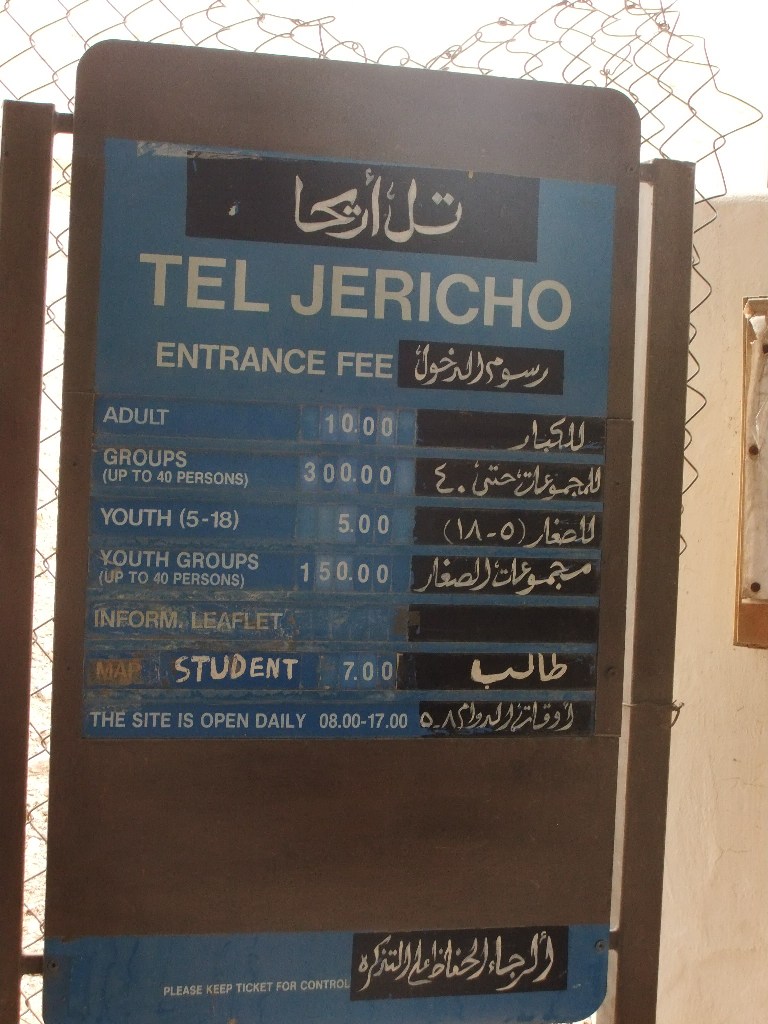 تل أريحا
TEL JERICHO
ENTRANCE FEE رسوم الدخول
ADULT 10.00 للكبار
GROUPS (UP TO 40 PERSONS) 300.00 للمجموعات حتى ٤٠
YOUTH (5-18) 5.00 للصغار (٥-١٨)
YOUTH GROUPS (UP TO 40 PERSONS) 150.00 مجموعات الصغار
INFORM. LEAFLET
MAP STUDENT 7.00 طالب
THE SITE IS OPEN DAILY 08.00-17.00 أوقات الدوام ٨-٥
PLEASE KEEP TICKET FOR CONTROL ألرجاء الحفاظ على التذكره